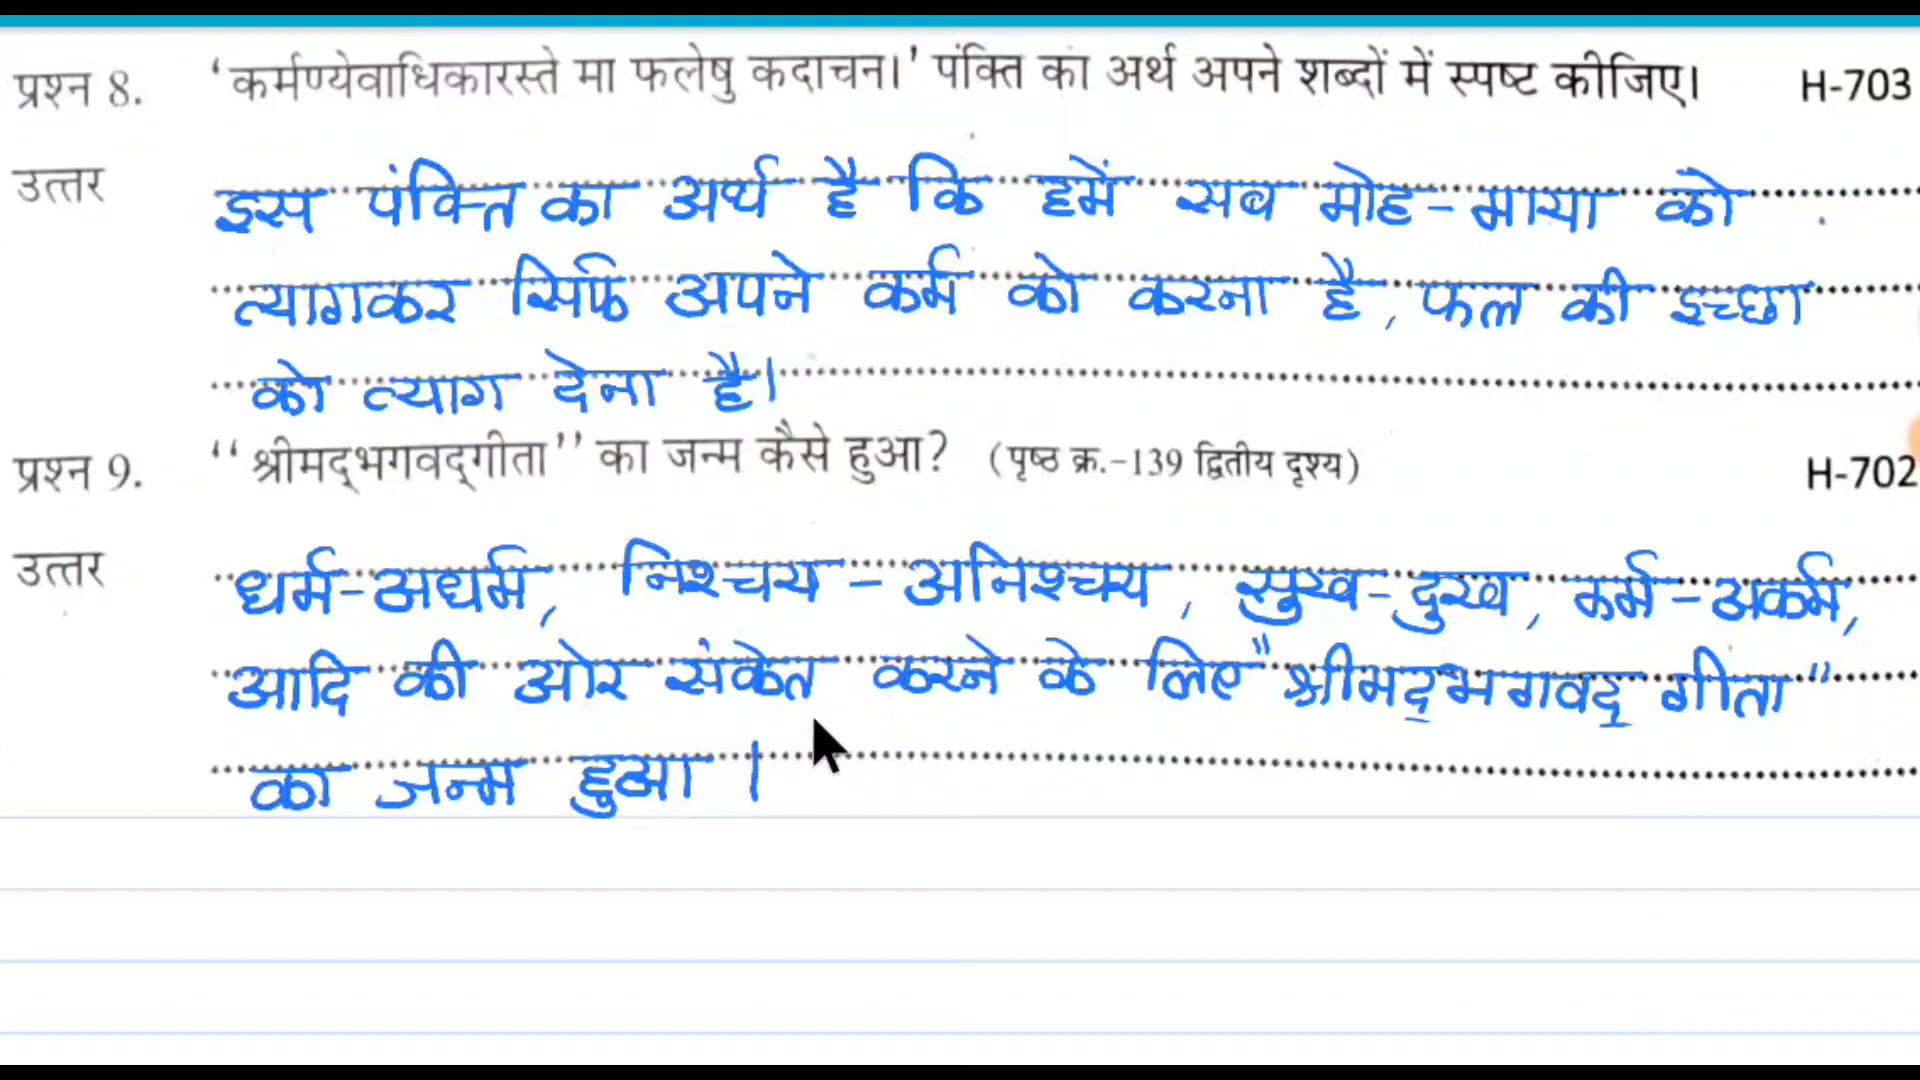 प्रश्न 8. ‘कर्मण्येवाधिकारस्ते मा फलेषु कदाचन।’ पंक्ति का अर्थ अपने शब्दों में स्पष्ट कीजिए। H-703
उत्तर इस पंक्ति का अर्थ है कि हमें सब मोह-माया को
त्यागकर सिर्फ अपने कर्म को करना है, फल की इच्छा
को त्याग देना है।
प्रश्न 9. ‘‘श्रीमद्‌भगवद्‌गीता’’ का जन्म कैसे हुआ? (पृष्ठ क्र.-139 द्वितीय दृश्य) H-702
उत्तर धर्म-अधर्म, निश्चय - अनिश्चय, सुख-दुख, कर्म-अकर्म,
आदि की ओर संकेत करने के लिए "श्रीमद्‌भगवद्‌ गीता"
का जन्म हुआ।